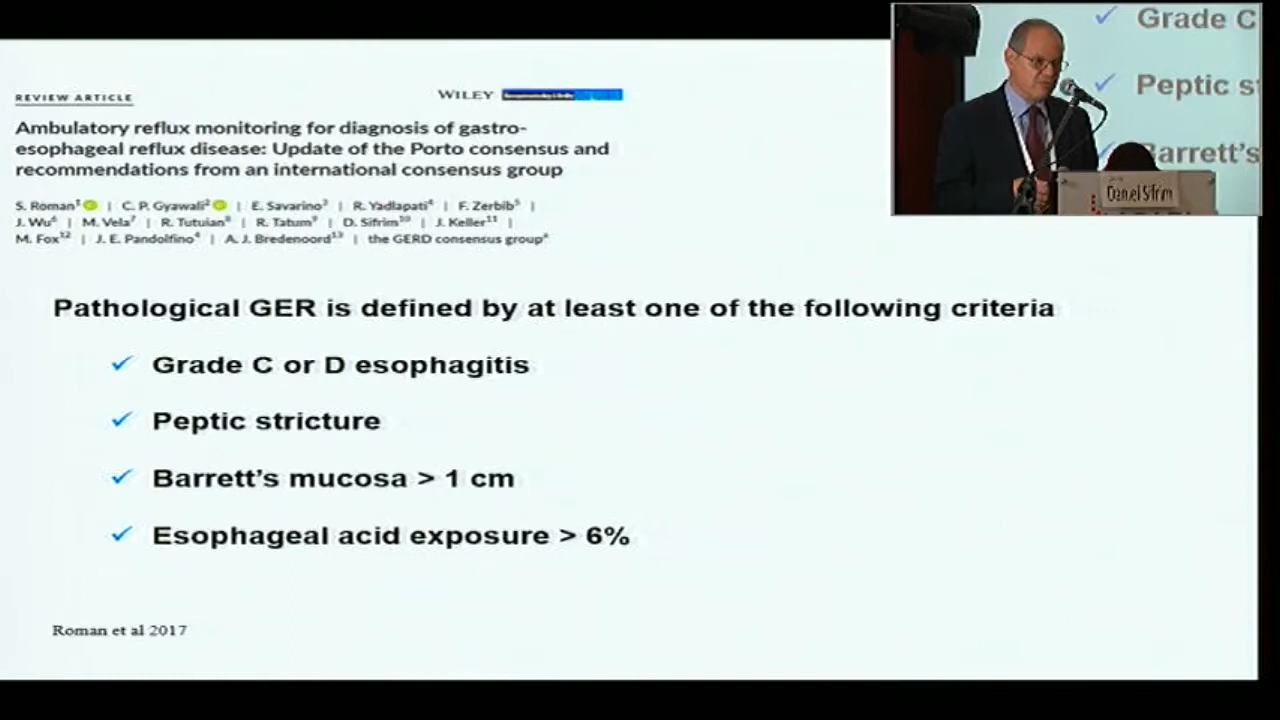 REVIEW ARTICLE
WILEY
Ambulatory reflux monitoring for diagnosis of gastro-
esophageal reflux disease: Update of the Porto consensus and
recommendations from an international consensus group
S. Roman1 | C. P. Gyawali2 | E. Savarino3 | R. Yadlapati4 | F. Zerbib5 |
J. Wu6 | M. Vela7 | R. Tutuian8 | R. Tatum9 | D. Sifrim10 | J. Keller11 |
M. Fox12 | J. E. Pandolfino4 | A. J. Bredenoord13 | the GERD consensus group*
Pathological GER is defined by at least one of the following criteria
✓ Grade C or D esophagitis
✓ Peptic stricture
✓ Barrett's mucosa > 1 cm
✓ Esophageal acid exposure > 6%
Roman et al 2017
✓ Grade C
✓ Peptic st
Barrett's
Daniel Sifrim